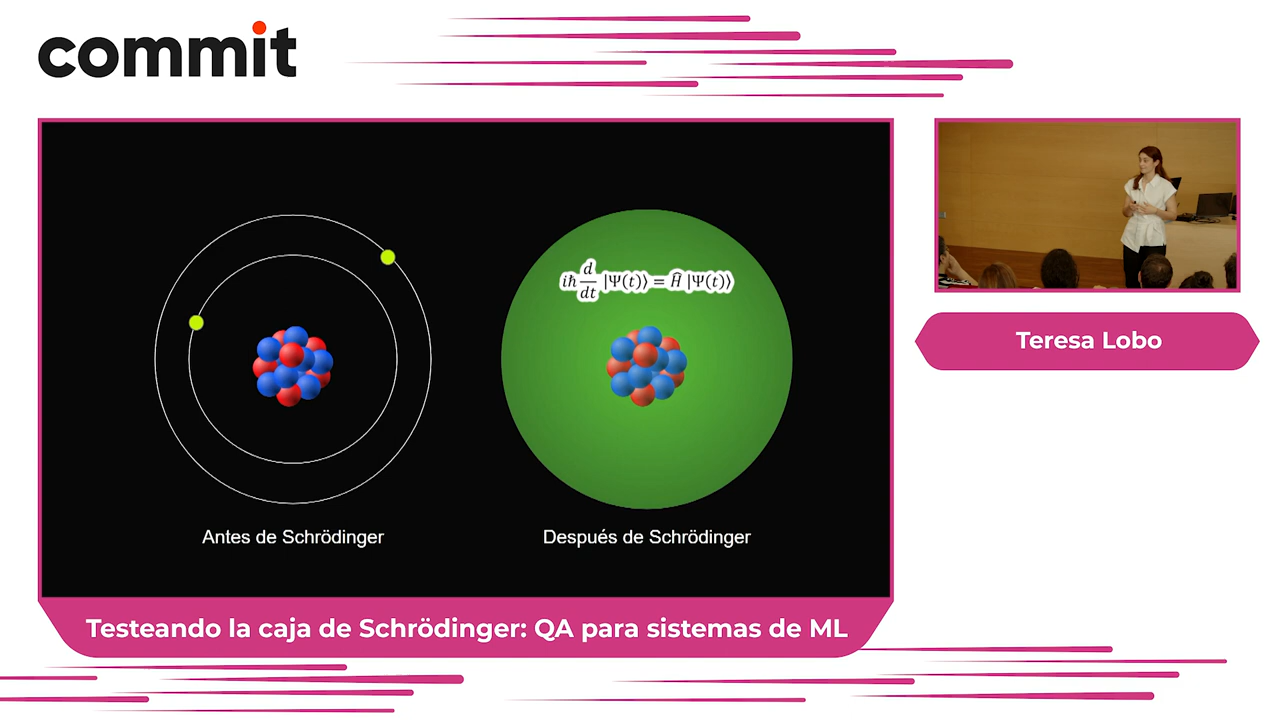 commit
iħ d/dt |Ψ(t)⟩ = Ĥ |Ψ(t)⟩
Antes de Schrödinger
Después de Schrödinger
Teresa Lobo
Testeando la caja de Schrödinger: QA para sistemas de ML